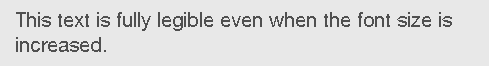 This text is fully legible even when the font size is
increased.